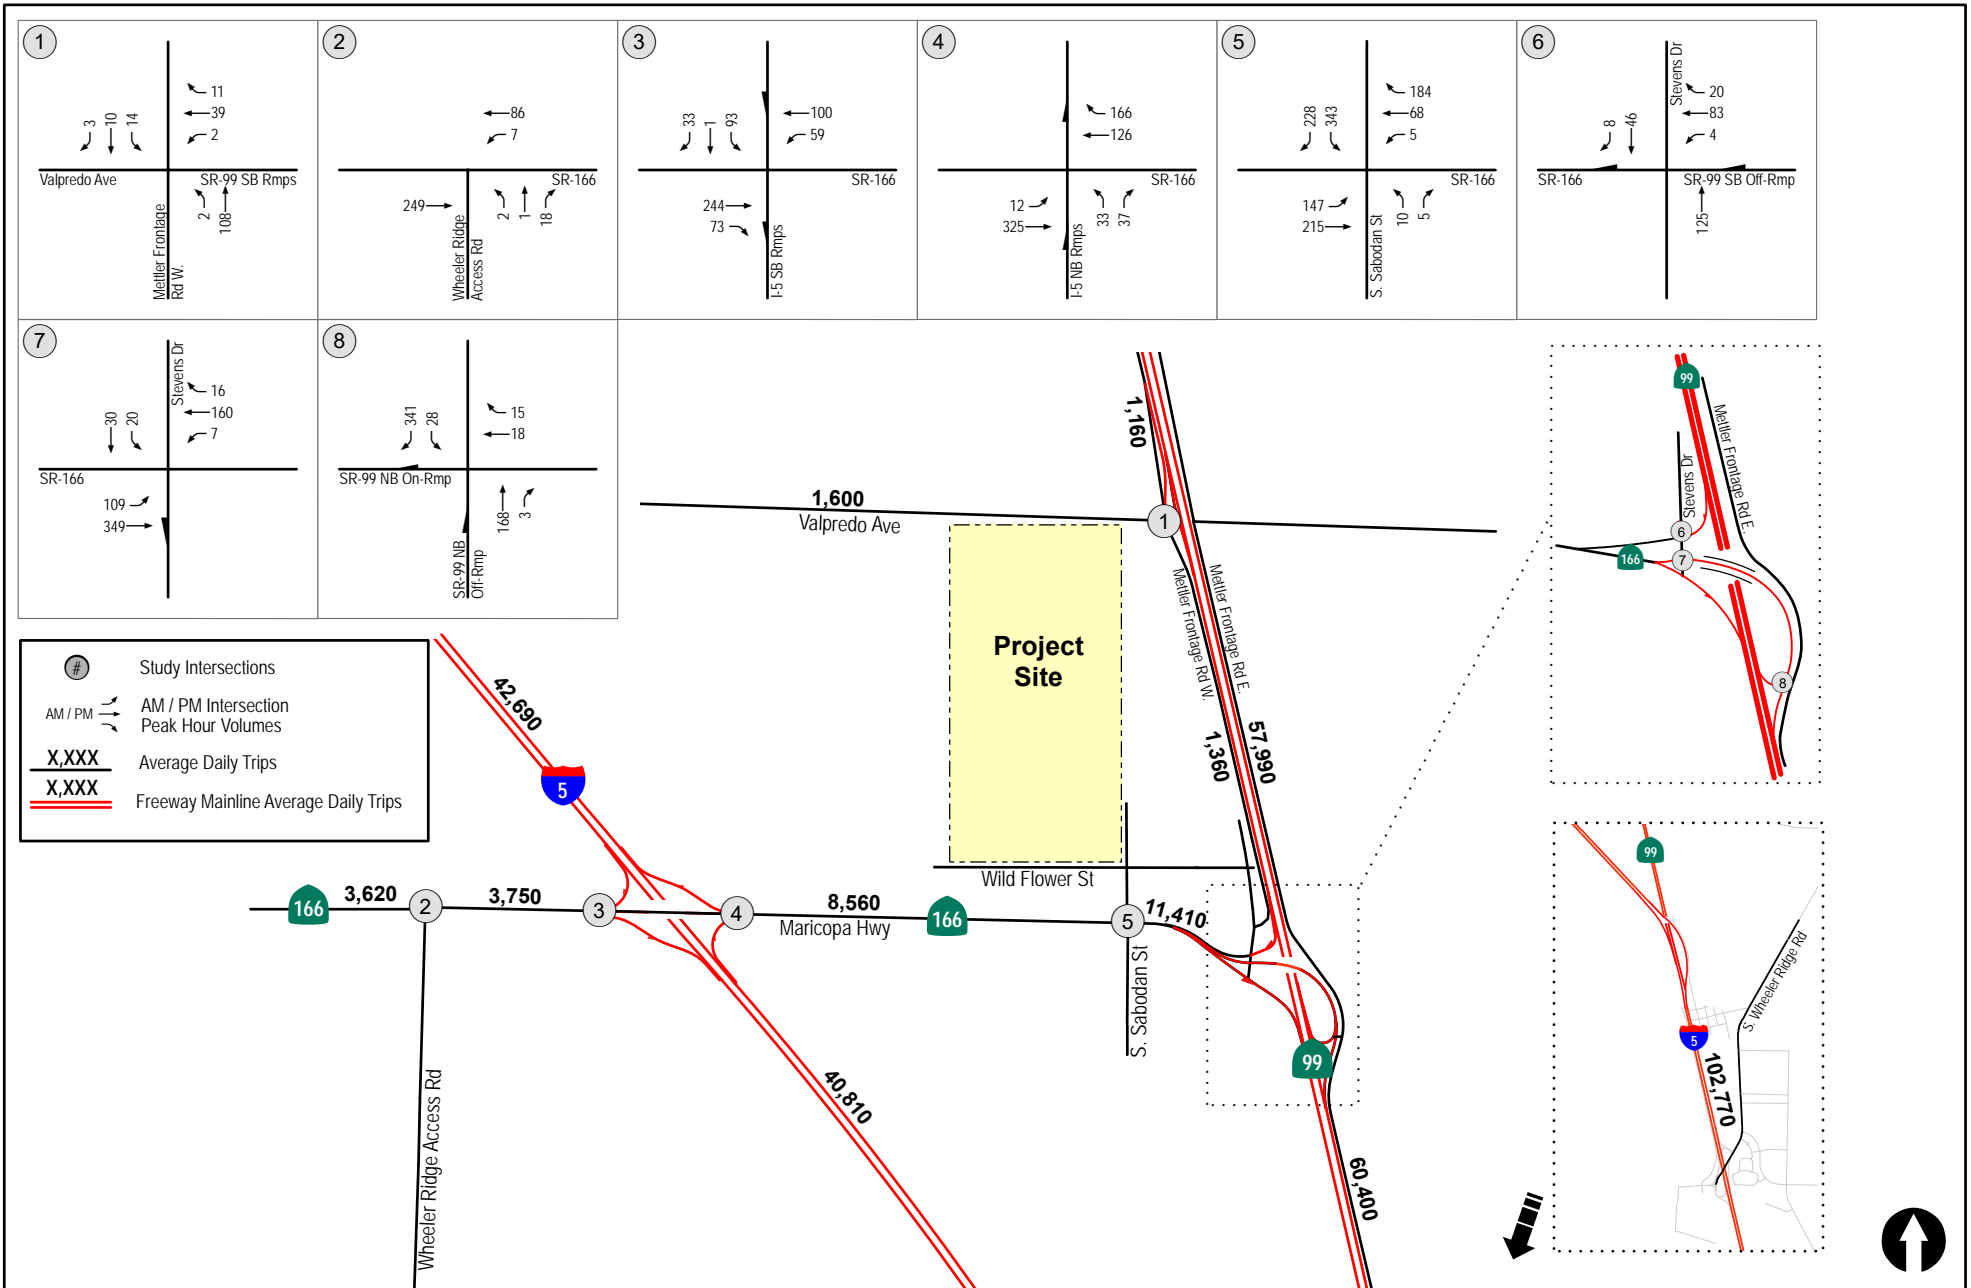 1
3
10
14
11
39
2
Valpredo Ave
SR-99 SB Rmps
Mettler Frontage
Rd W.
2
108
2
86
7
SR-166
249
Wheeler Ridge
Access Rd
2
1
18
3
33
1
93
100
59
SR-166
244
73
I-5 SB Rmps
4
166
126
SR-166
12
325
33
37
I-5 NB Rmps
5
228
343
184
68
5
SR-166
147
215
10
5
S. Sabodan St
6
Stevens Dr
8
46
20
83
4
SR-166
SR-99 SB Off-Rmp
125
7
Stevens Dr
30
20
16
160
7
SR-166
109
349
8
341
28
15
18
SR-99 NB On-Rmp
168
3
SR-99 NB
Off-Rmp
# Study Intersections
AM / PM
AM / PM Intersection
Peak Hour Volumes
X,XXX Average Daily Trips
X,XXX Freeway Mainline Average Daily Trips
1,160
1,600
Valpredo Ave
1
Mettler Frontage Rd W.
Mettler Frontage Rd E.
Project
Site
42,690
5
1,360
57,990
Wild Flower St
166
3,620
2
3,750
3
4
8,560
Maricopa Hwy
166
5
11,410
S. Sabodan St
99
40,810
60,400
Wheeler Ridge Access Rd
99
Mettler Frontage Rd E.
Stevens Dr
6
166
7
8
99
S. Wheeler Ridge Rd
5
102,770